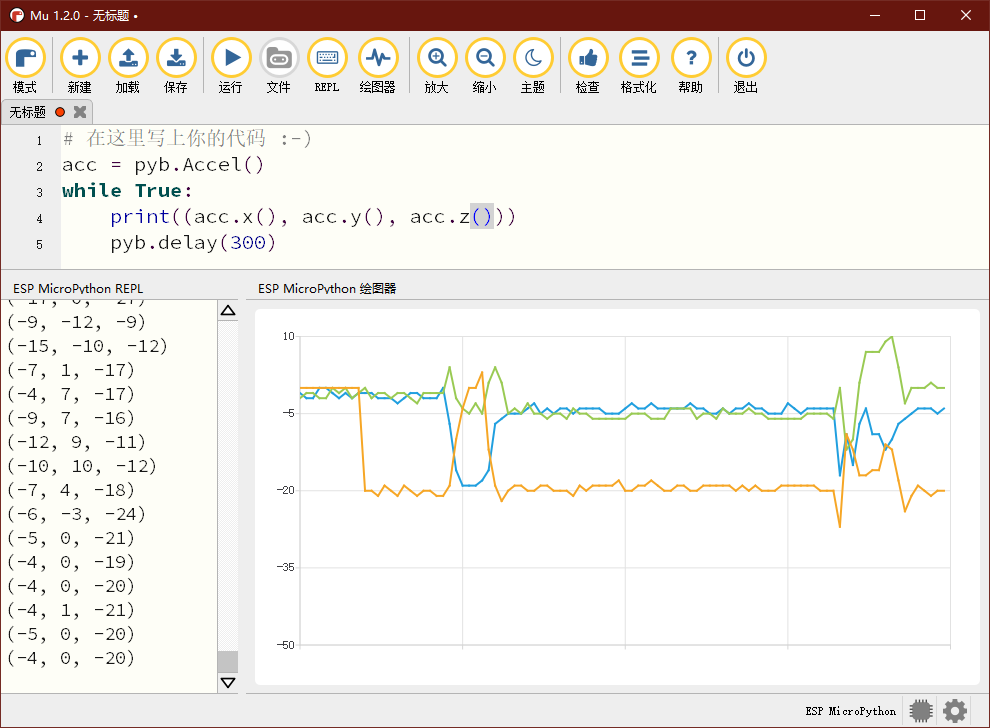 Mu 1.2.0 - 无标题 •
模式 新建 加载 保存 运行 文件 REPL 绘图器 放大 缩小 主题 检查 格式化 帮助 退出
无标题
1 # 在这里写上你的代码 :-)
2 acc = pyb.Accel()
3 while True:
4 print((acc.x(), acc.y(), acc.z()))
5 pyb.delay(300)
ESP MicroPython REPL
(-9, -12, -9)
(-15, -10, -12)
(-7, 1, -17)
(-4, 7, -17)
(-9, 7, -16)
(-12, 9, -11)
(-10, 10, -12)
(-7, 4, -18)
(-6, -3, -24)
(-5, 0, -21)
(-4, 0, -19)
(-4, 0, -20)
(-4, 1, -21)
(-5, 0, -20)
(-4, 0, -20)
ESP MicroPython 绘图器
10
-5
-20
-35
-50
ESP MicroPython